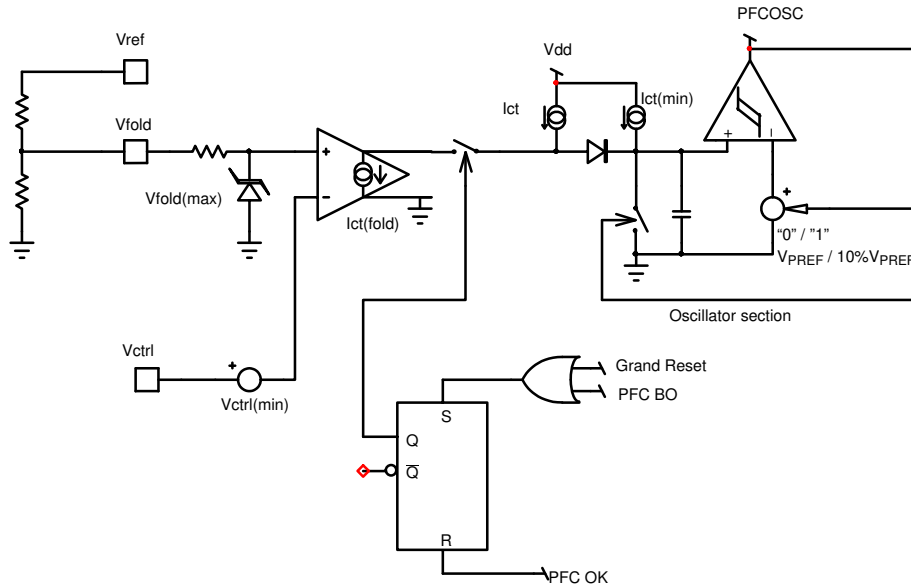 PFCOSC
Vref
Vdd
Ict
Ict(min)
Vfold
+
–
+
–
Vfold(max)
Ict(fold)
+
“0” / ”1”
VPREF / 10%VPREF
Oscillator section
Vctrl
+
Vctrl(min)
Grand Reset
PFC BO
S
Q
Q
R
PFC OK